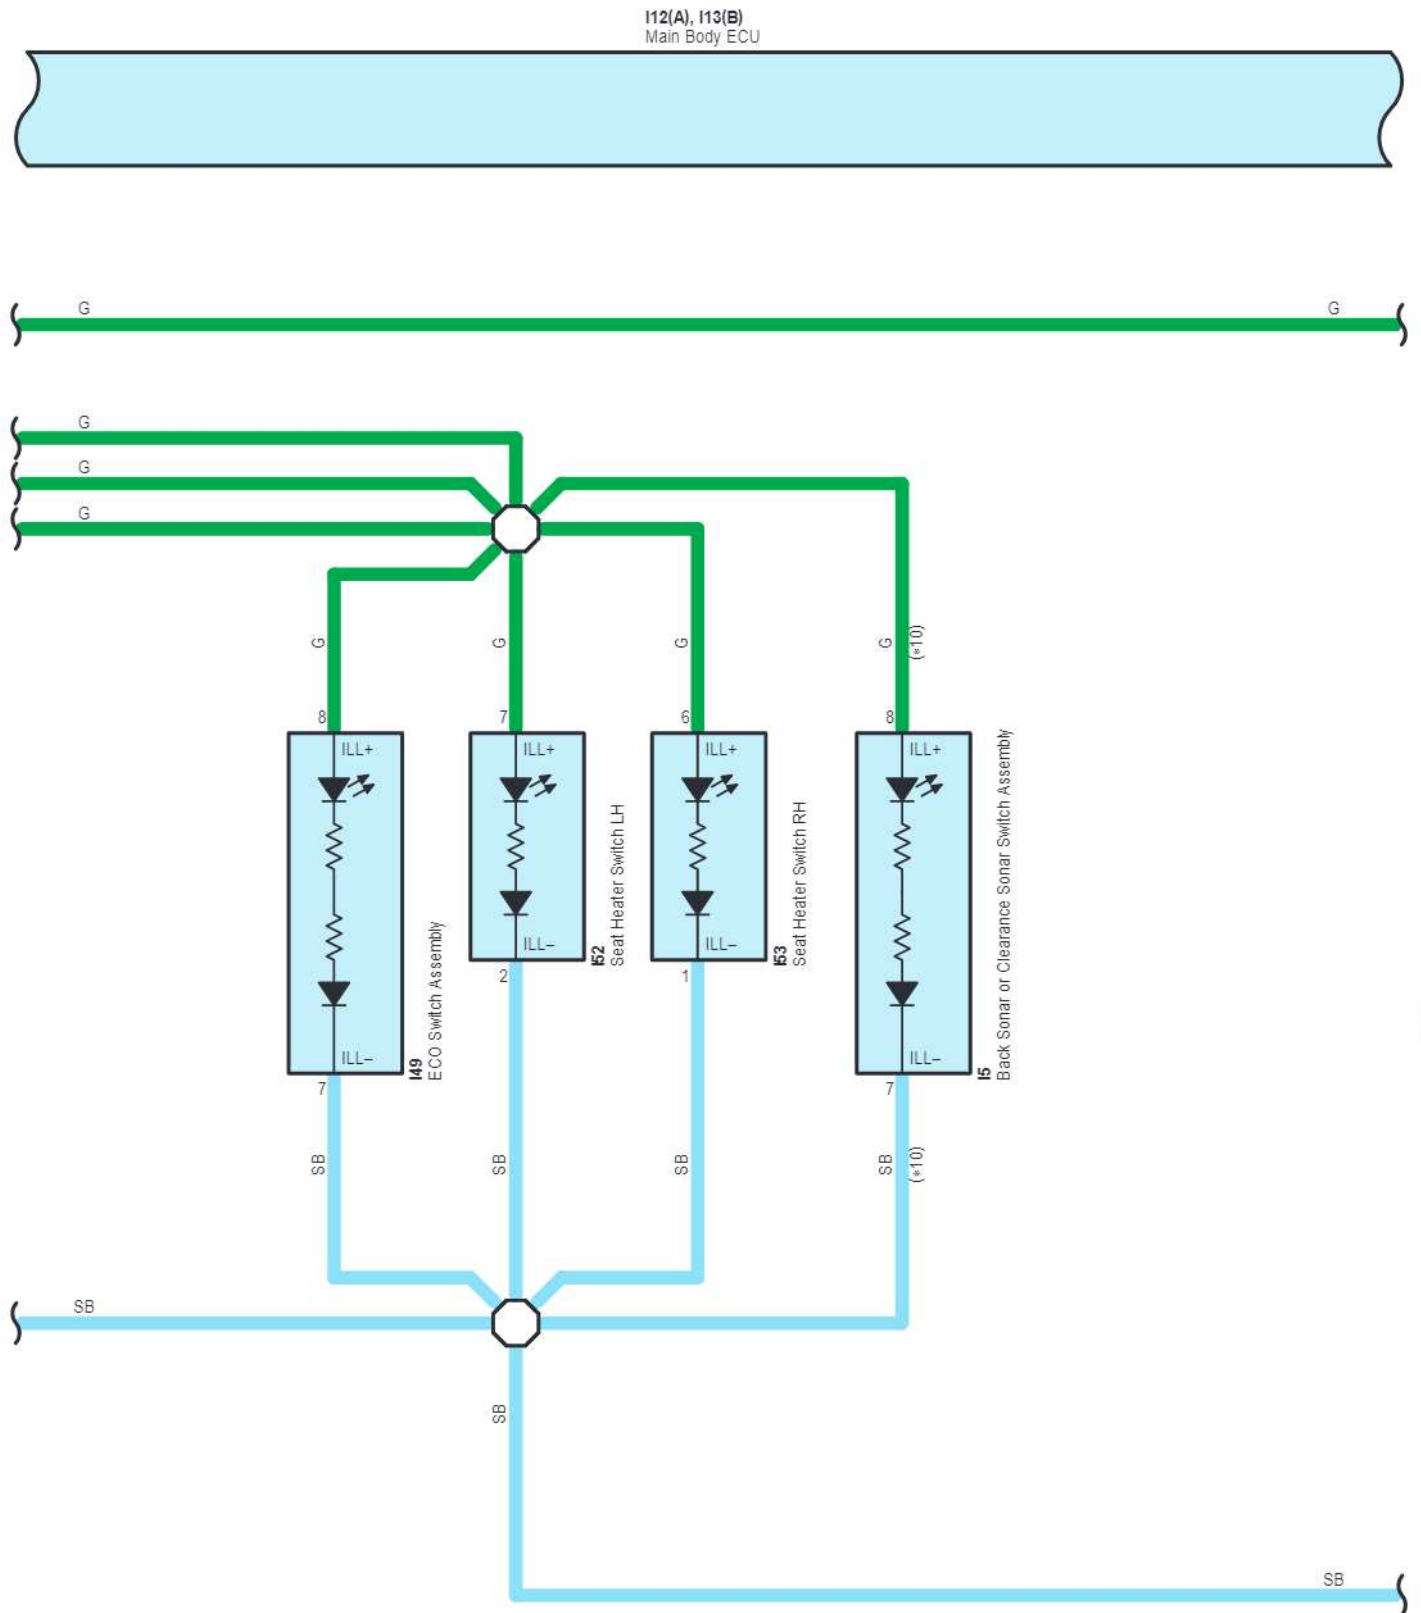 I12(A), I13(B)
Main Body ECU
G
G
G
G
G
G
G
G
G
(∗10)
8
7
6
8
ILL+
ILL+
ILL+
ILL+
ILL−
ILL−
ILL−
ILL−
I49
ECO Switch Assembly
I52
Seat Heater Switch LH
I53
Seat Heater Switch RH
I5
Back Sonar or Clearance Sonar Switch Assembly
2
1
7
7
SB
SB
SB
SB
(∗10)
SB
SB
SB